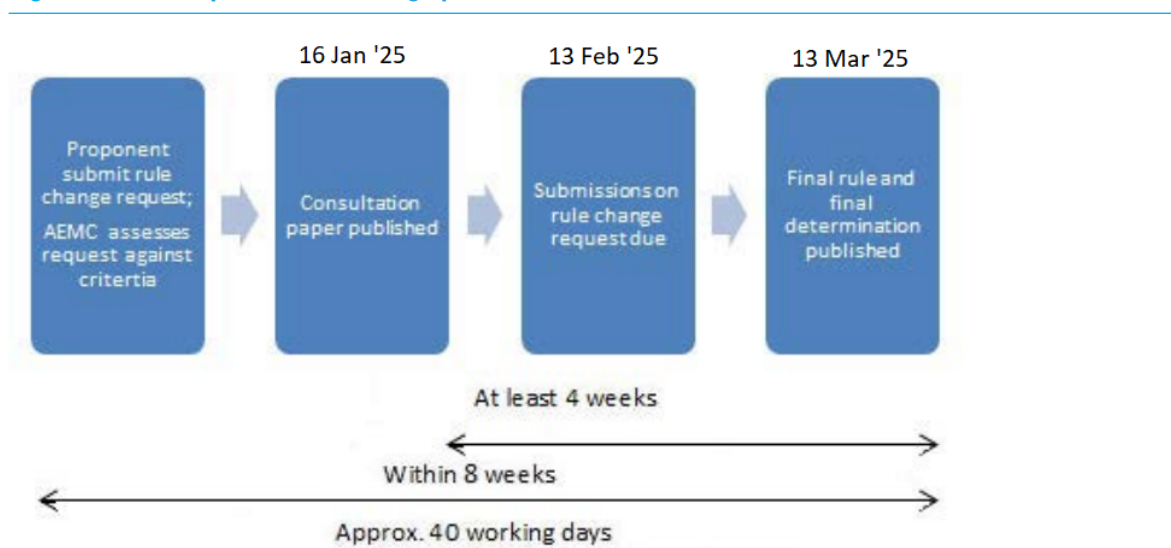 16 Jan '25
13 Feb '25
13 Mar '25
Proponent
submit rule
change request;
AEMC assesses
request against
critertia
Consultation
paper published
Submissions on
rule change
request due
Final rule and
final
determination
published
At least 4 weeks
Within 8 weeks
Approx. 40 working days